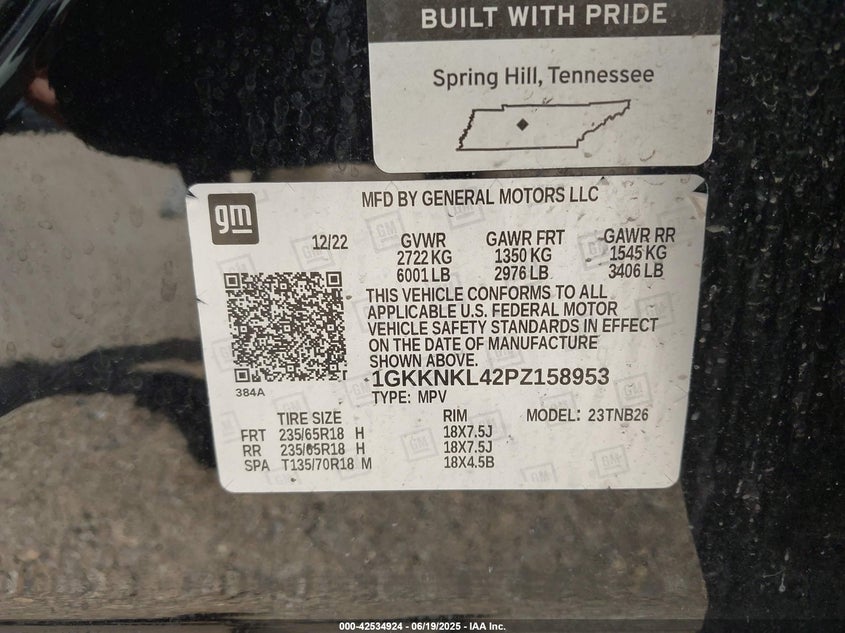 BUILT WITH PRIDE
Spring Hill, Tennessee
gm
MFD BY GENERAL MOTORS LLC
12/22 GVWR GAWR FRT GAWR RR
2722 KG 1350 KG 1545 KG
6001 LB 2976 LB 3406 LB
THIS VEHICLE CONFORMS TO ALL
APPLICABLE U.S. FEDERAL MOTOR
VEHICLE SAFETY STANDARDS IN EFFECT
ON THE DATE OF MANUFACTURE
SHOWN ABOVE.
384A
1GKKNKL42PZ158953
TYPE: MPV MODEL: 23TNB26
TIRE SIZE RIM
FRT 235/65R18 H 18X7.5J
RR 235/65R18 H 18X7.5J
SPA T135/70R18 M 18X4.5B
000-42534924 - 06/19/2025 - IAA Inc.